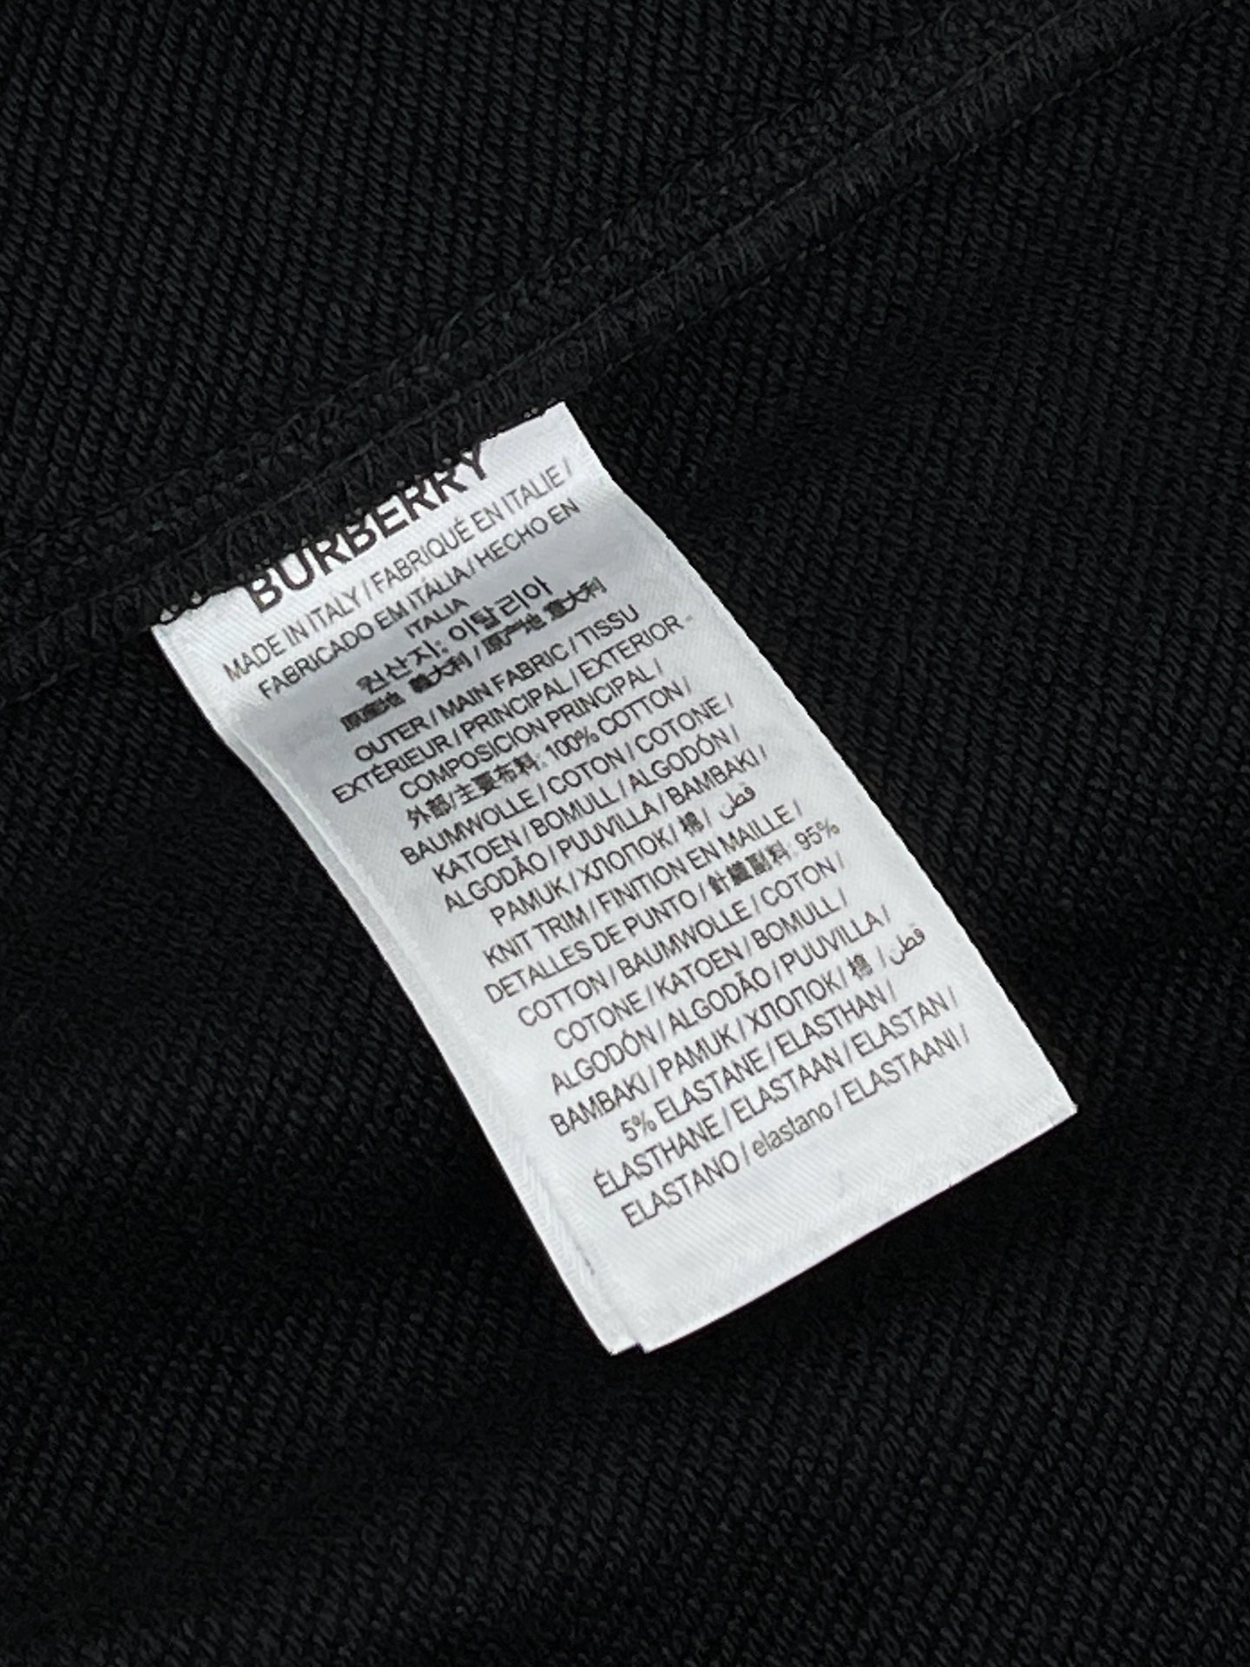 BURBERRY
MADE IN ITALY / FABRIQUÉ EN ITALIE /
FABRICADO EM ITÁLIA / HECHO EN
ITALIA
원산지: 이탈리아
原產地 義大利 / 原产地 意大利
OUTER / MAIN FABRIC / TISSU
EXTÉRIEUR / PRINCIPAL / EXTERIOR -
COMPOSICION PRINCIPAL /
外部/主要布料: 100% COTTON /
BAUMWOLLE / COTON / COTONE /
KATOEN / BOMULL / ALGODÓN /
ALGODÃO / PUUVILLA / BAMBAKI /
PAMUK / ХЛОПОК / 棉 / قطن
KNIT TRIM / FINITION EN MAILLE /
DETALLES DE PUNTO / 針織副料: 95%
COTTON / BAUMWOLLE / COTON /
COTONE / KATOEN / BOMULL /
ALGODÓN / ALGODÃO / PUUVILLA /
BAMBAKI / PAMUK / ХЛОПОК / 棉 / قطن
5% ELASTANE / ELASTHAN /
ÉLASTHANE / ELASTAAN / ELASTAN /
ELASTANO / elastano / ELASTAANI /